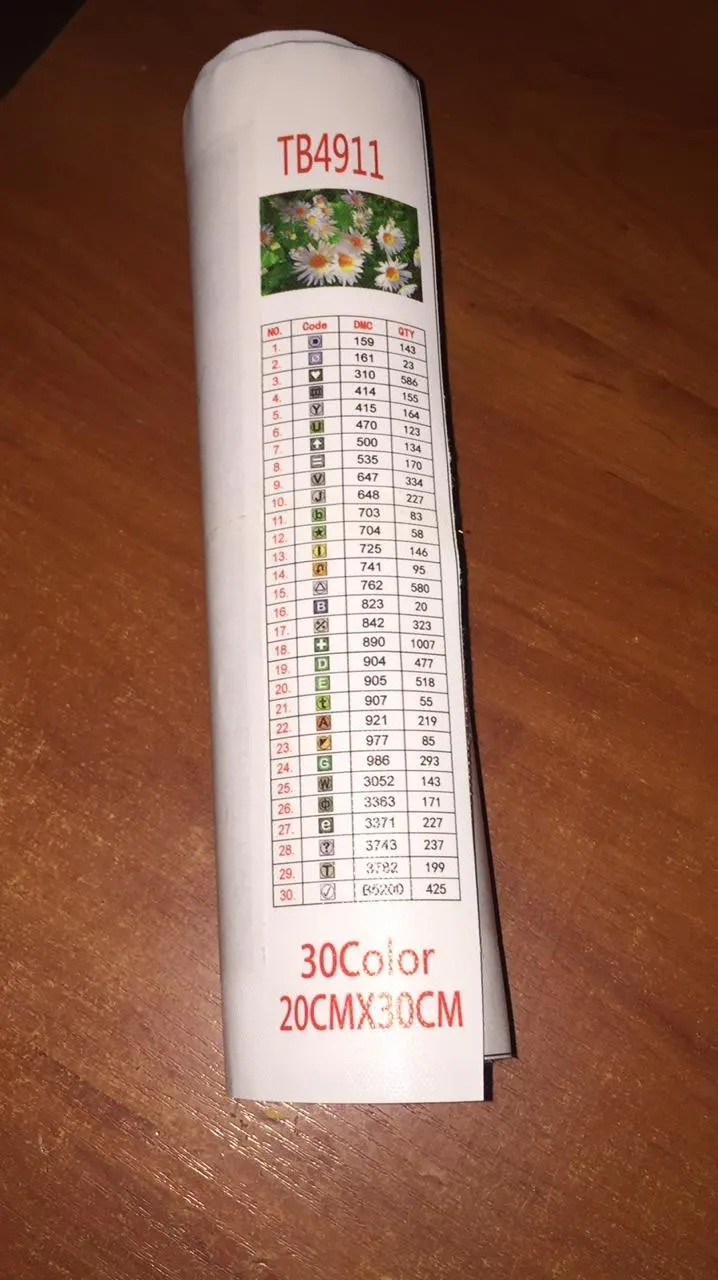 TB4911
NO. Code DMC QTY
1. 159 143
2. ø 161 23
3. ♥ 310 586
4. m 414 155
5. Y 415 164
6. U 470 123
7. ⬆ 500 134
8. = 535 170
9. V 647 334
10. J 648 227
11. b 703 83
12. ★ 704 58
13. I 725 146
14. 741 95
15. △ 762 580
16. B 823 20
17. 842 323
18. + 890 1007
19. D 904 477
20. E 905 518
21. t 907 55
22. A 921 219
23. 977 85
24. G 986 293
25. W 3052 143
26. Φ 3363 171
27. e 3371 227
28. ? 3743 237
29. T 3782 199
30. ✓ B5200 425
30Color
20CMX30CM